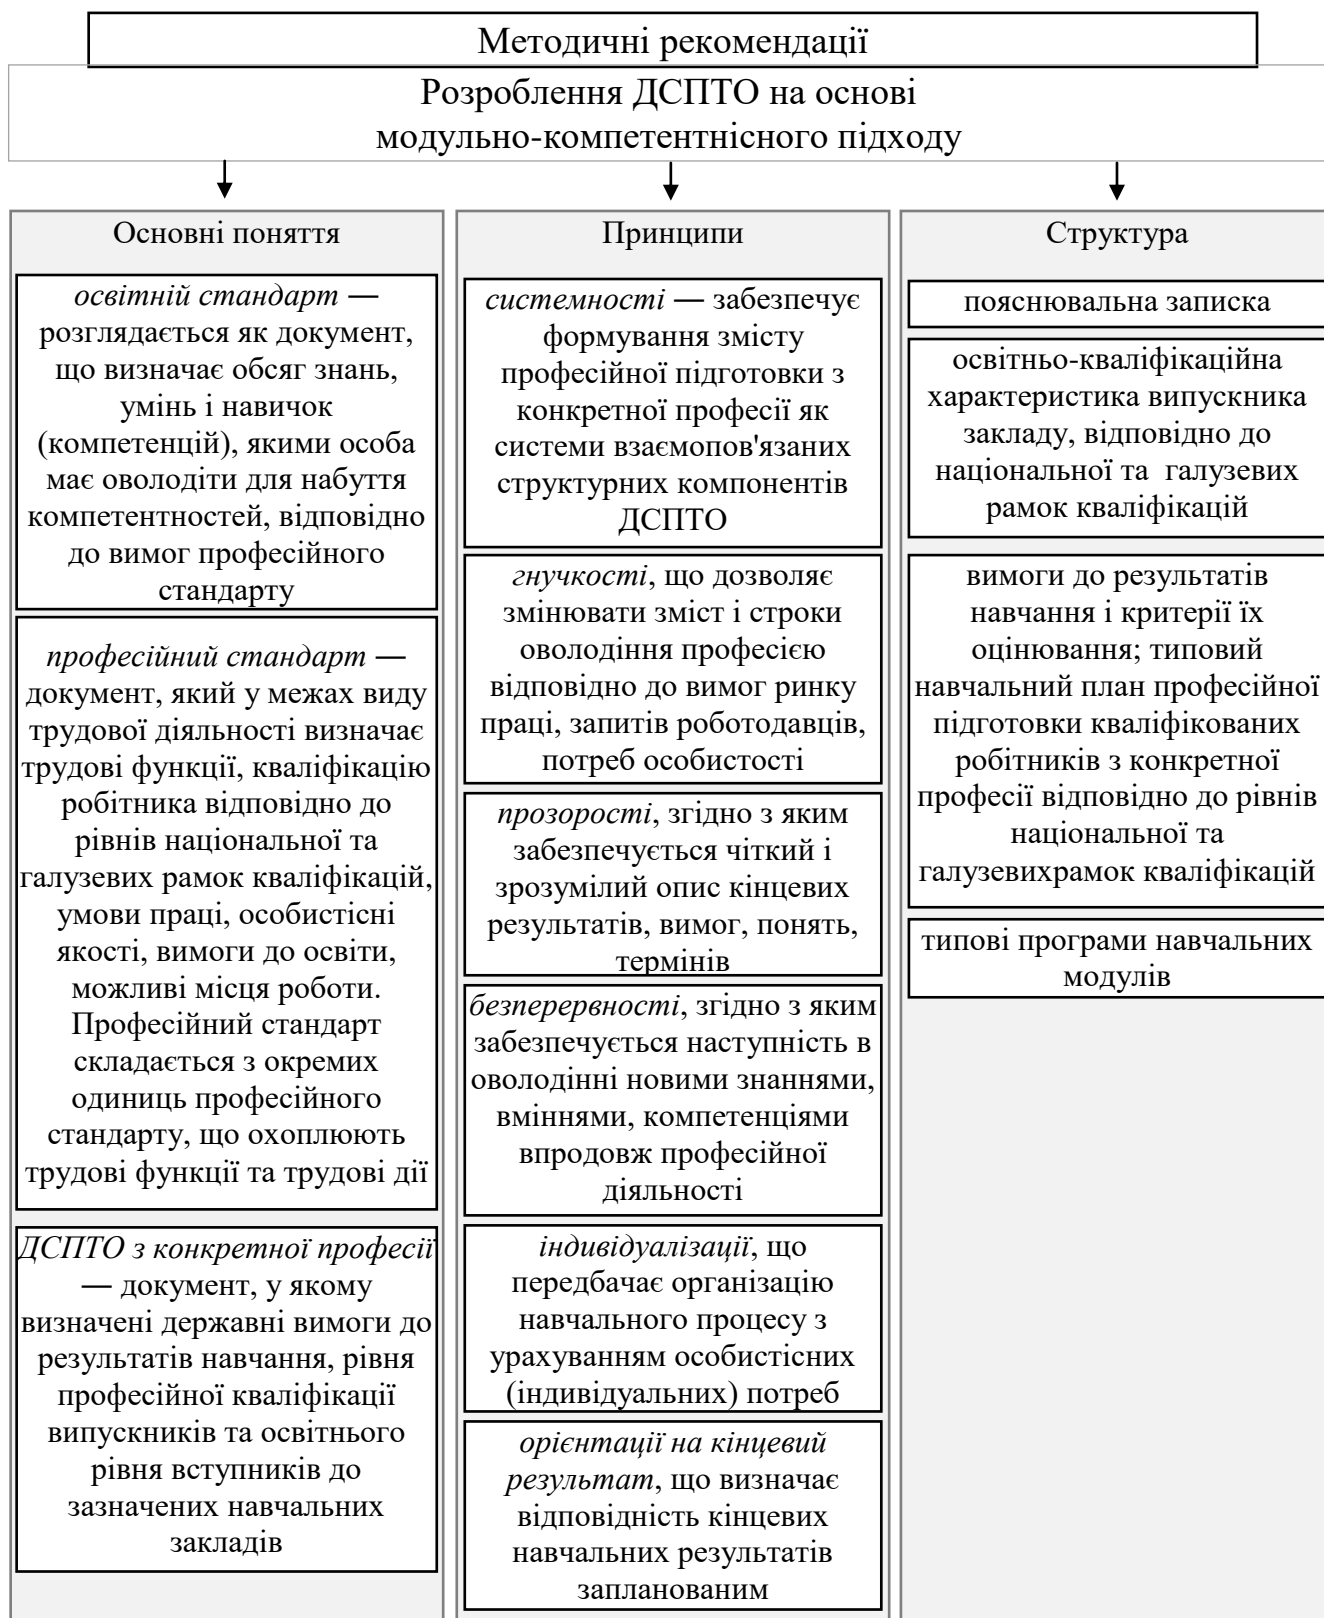 Методичні рекомендації
Розроблення ДСПТО на основі
модульно-компетентнісного підходу
Основні поняття
освітній стандарт —
розглядається як документ,
що визначає обсяг знань,
умінь і навичок
(компетенцій), якими особа
має оволодіти для набуття
компетентностей, відповідно
до вимог професійного
стандарту
професійний стандарт —
документ, який у межах виду
трудової діяльності визначає
трудові функції, кваліфікацію
робітника відповідно до
рівнів національної та
галузевих рамок кваліфікацій,
умови праці, особистісні
якості, вимоги до освіти,
можливі місця роботи.
Професійний стандарт
складається з окремих
одиниць професійного
стандарту, що охоплюють
трудові функції та трудові дії
ДСПТО з конкретної професії
— документ, у якому
визначені державні вимоги до
результатів навчання, рівня
професійної кваліфікації
випускників та освітнього
рівня вступників до
зазначених навчальних
закладів
Принципи
системності — забезпечує
формування змісту
професійної підготовки з
конкретної професії як
системи взаємопов'язаних
структурних компонентів
ДСПТО
гнучкості, що дозволяє
змінювати зміст і строки
оволодіння професією
відповідно до вимог ринку
праці, запитів роботодавців,
потреб особистості
прозорості, згідно з яким
забезпечується чіткий і
зрозумілий опис кінцевих
результатів, вимог, понять,
термінів
безперервності, згідно з яким
забезпечується наступність в
оволодінні новими знаннями,
вміннями, компетенціями
впродовж професійної
діяльності
індивідуалізації, що
передбачає організацію
навчального процесу з
урахуванням особистісних
(індивідуальних) потреб
орієнтації на кінцевий
результат, що визначає
відповідність кінцевих
навчальних результатів
запланованим
Структура
пояснювальна записка
освітньо-кваліфікаційна
характеристика випускника
закладу, відповідно до
національної та  галузевих
рамок кваліфікацій
вимоги до результатів
навчання і критерії їх
оцінювання; типовий
навчальний план професійної
підготовки кваліфікованих
робітників з конкретної
професії відповідно до рівнів
національної та
галузевихрамок кваліфікацій
типові програми навчальних
модулів